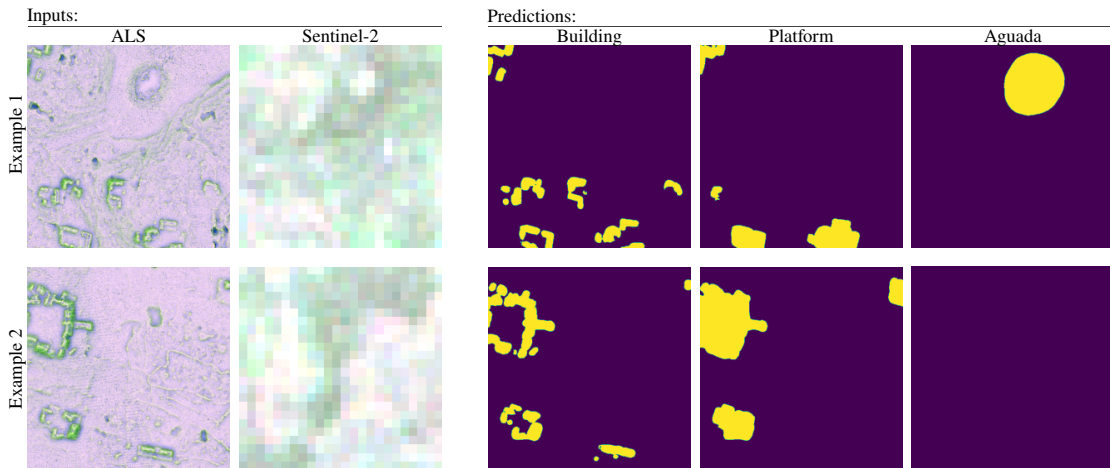 Inputs:
Predictions:
ALS
Sentinel-2
Building
Platform
Aguada
Example 1
Example 2